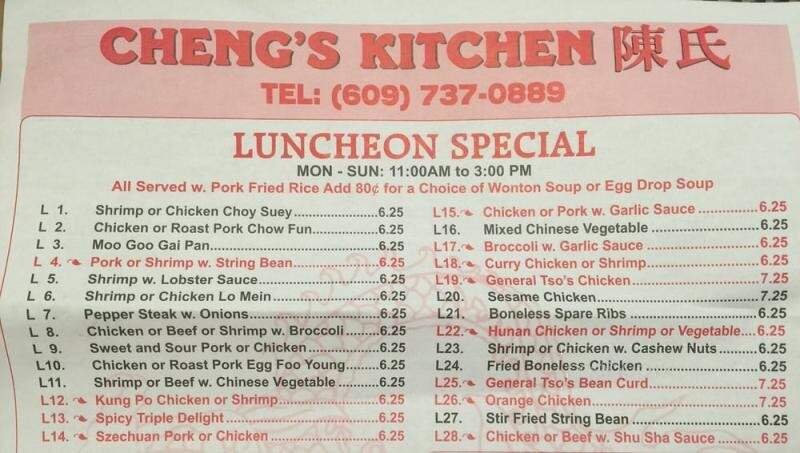 CHENG'S KITCHEN 陳氏
TEL: (609) 737-0889
LUNCHEON SPECIAL
MON - SUN: 11:00AM to 3:00 PM
All Served w. Pork Fried Rice Add 80¢ for a Choice of Wonton Soup or Egg Drop Soup
L 1. Shrimp or Chicken Choy Suey....................6.25
L 2. Chicken or Roast Pork Chow Fun...............6.25
L 3. Moo Goo Gai Pan........................................6.25
L 4. Pork or Shrimp w. String Bean....................6.25
L 5. Shrimp w. Lobster Sauce............................6.25
L 6. Shrimp or Chicken Lo Mein.........................6.25
L 7. Pepper Steak w. Onions..............................6.25
L 8. Chicken or Beef or Shrimp w. Broccoli.......6.25
L 9. Sweet and Sour Pork or Chicken................6.25
L10. Chicken or Roast Pork Egg Foo Young.......6.25
L11. Shrimp or Beef w. Chinese Vegetable ........6.25
L12. Kung Po Chicken or Shrimp.......................6.25
L13. Spicy Triple Delight ....................................6.25
L14. Szechuan Pork or Chicken .........................6.25
L15. Chicken or Pork w. Garlic Sauce ...............6.25
L16. Mixed Chinese Vegetable ...........................6.25
L17. Broccoli w. Garlic Sauce ............................6.25
L18. Curry Chicken or Shrimp............................6.25
L19. General Tso's Chicken ...............................7.25
L20. Sesame Chicken.........................................7.25
L21. Boneless Spare Ribs ..................................6.25
L22. Hunan Chicken or Shrimp or Vegetable....6.25
L23. Shrimp or Chicken w. Cashew Nuts..........6.25
L24. Fried Boneless Chicken .............................6.25
L25. General Tso's Bean Curd............................7.25
L26. Orange Chicken..........................................7.25
L27. Stir Fried String Bean .................................6.25
L28. Chicken or Beef w. Shu Sha Sauce ...........6.25